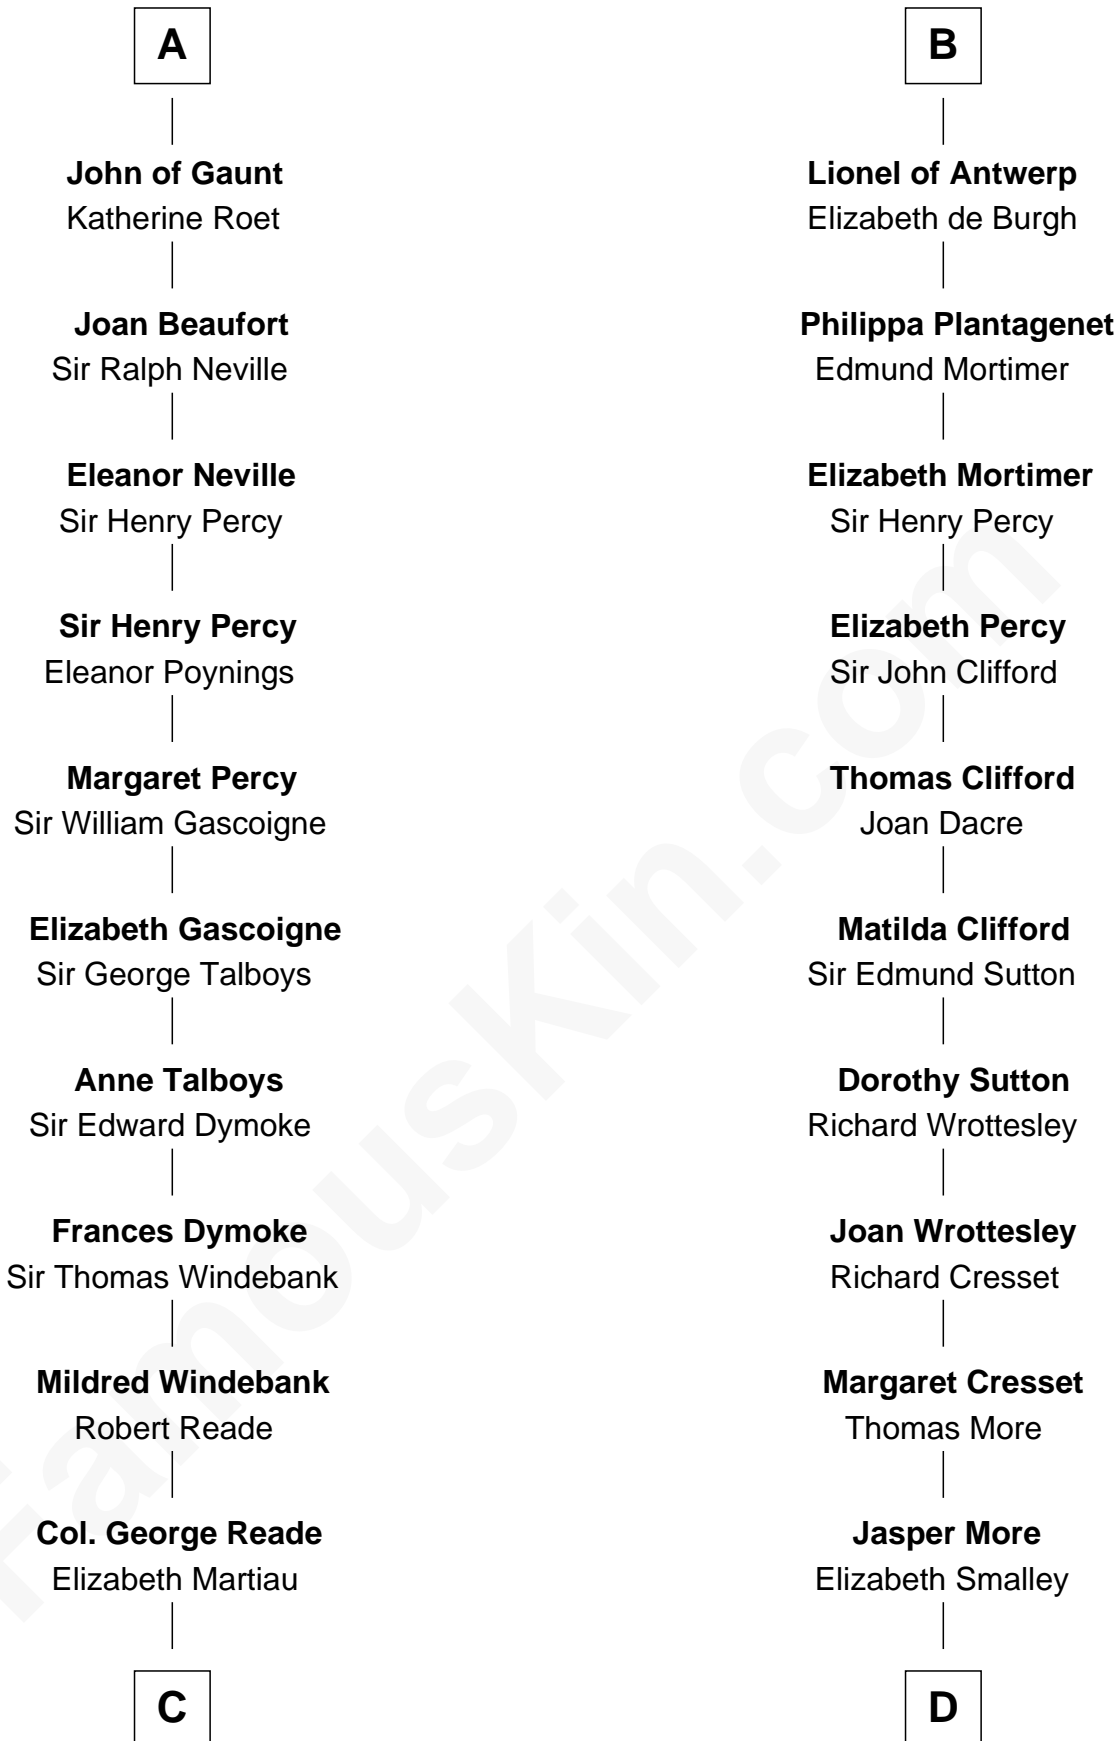 A
John of Gaunt
Katherine Roet
Joan Beaufort
Sir Ralph Neville
Eleanor Neville
Sir Henry Percy
Sir Henry Percy
Eleanor Poynings
Margaret Percy
Sir William Gascoigne
Elizabeth Gascoigne
Sir George Talboys
Anne Talboys
Sir Edward Dymoke
Frances Dymoke
Sir Thomas Windebank
Mildred Windebank
Robert Reade
Col. George Reade
Elizabeth Martiau
C
B
Lionel of Antwerp
Elizabeth de Burgh
Philippa Plantagenet
Edmund Mortimer
Elizabeth Mortimer
Sir Henry Percy
Elizabeth Percy
Sir John Clifford
Thomas Clifford
Joan Dacre
Matilda Clifford
Sir Edmund Sutton
Dorothy Sutton
Richard Wrottesley
Joan Wrottesley
Richard Cresset
Margaret Cresset
Thomas More
Jasper More
Elizabeth Smalley
D
FamousKin.com